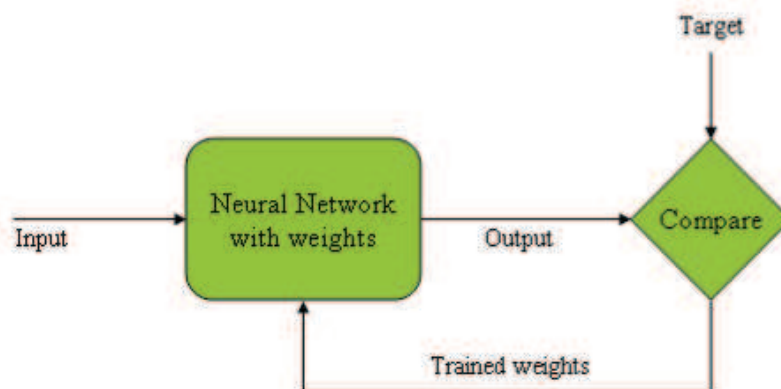 Target
Neural Network
with weights
Compare
Input
Output
Trained weights